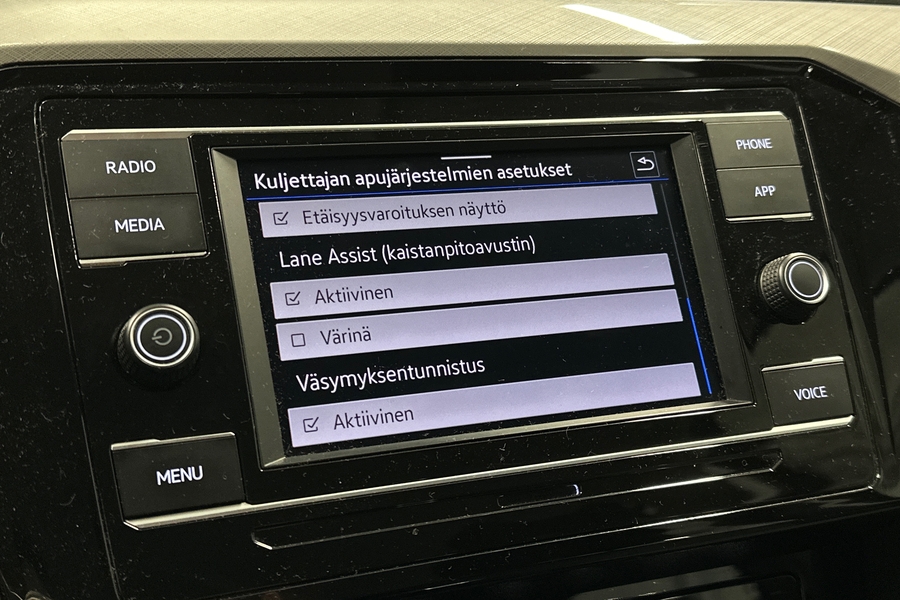 RADIO
MEDIA
MENU
Kuljettajan apujärjestelmien asetukset
Etäisyysvaroituksen näyttö
Lane Assist (kaistanpitoavustin)
Aktiivinen
Värinä
Väsymyksentunnistus
Aktiivinen
PHONE
APP
VOICE